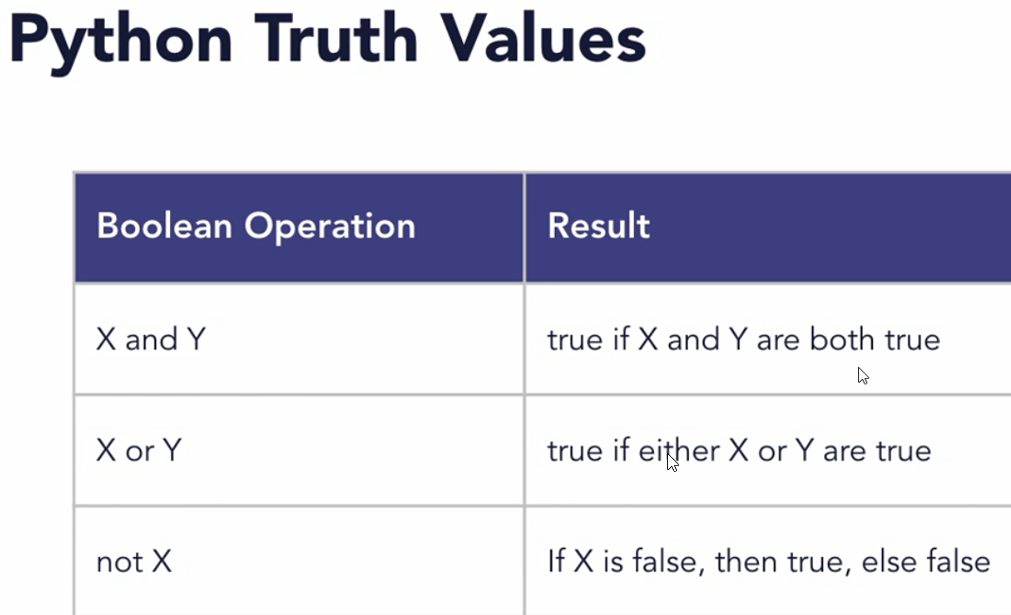 Python Truth Values
Boolean Operation Result
X and Y true if X and Y are both true
X or Y true if either X or Y are true
not X If X is false, then true, else false